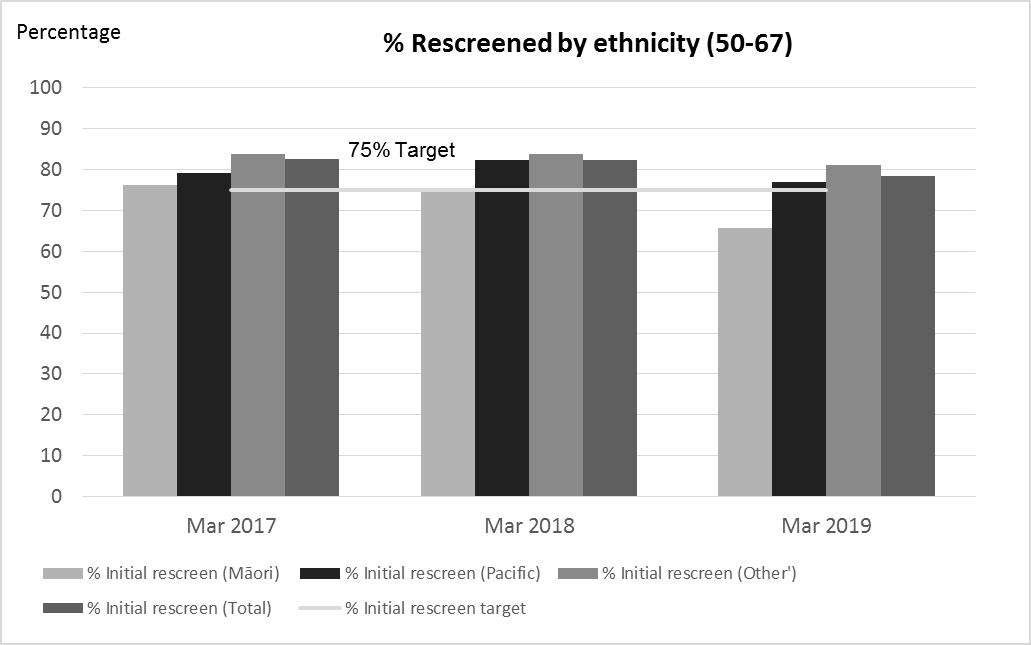 Percentage
% Rescreened by ethnicity (50-67)
100
90
80
70
60
50
40
30
20
10
0
75% Target
Mar 2017
Mar 2018
Mar 2019
% Initial rescreen (Māori)
% Initial rescreen (Pacific)
% Initial rescreen (Other')
% Initial rescreen (Total)
% Initial rescreen target